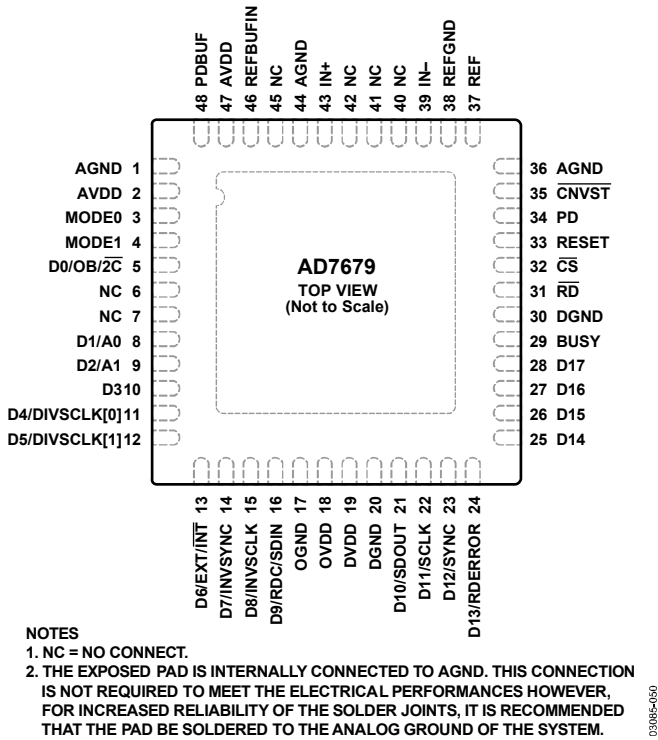 48 PDBUF
47 AVDD
46 REFBUFIN
45 NC
44 AGND
43 IN+
42 NC
41 NC
40 NC
39 IN–
38 REFGND
37 REF
AGND 1
AVDD 2
MODE0 3
MODE1 4
D0/OB/2C 5
NC 6
NC 7
D1/A0 8
D2/A1 9
D310
D4/DIVSCLK[0]11
D5/DIVSCLK[1]12
AD7679
TOP VIEW
(Not to Scale)
36 AGND
35 CNVST
34 PD
33 RESET
32 CS
31 RD
30 DGND
29 BUSY
28 D17
27 D16
26 D15
25 D14
D6/EXT/INT 13
D7/INVSYNC 14
D8/INVSCLK 15
D9/RDC/SDIN 16
OGND 17
OVDD 18
DVDD 19
DGND 20
D10/SDOUT 21
D11/SCLK 22
D12/SYNC 23
D13/RDERROR 24
NOTES
1. NC = NO CONNECT.
2. THE EXPOSED PAD IS INTERNALLY CONNECTED TO AGND. THIS CONNECTION
IS NOT REQUIRED TO MEET THE ELECTRICAL PERFORMANCES HOWEVER,
FOR INCREASED RELIABILITY OF THE SOLDER JOINTS, IT IS RECOMMENDED
THAT THE PAD BE SOLDERED TO THE ANALOG GROUND OF THE SYSTEM.
03085-050